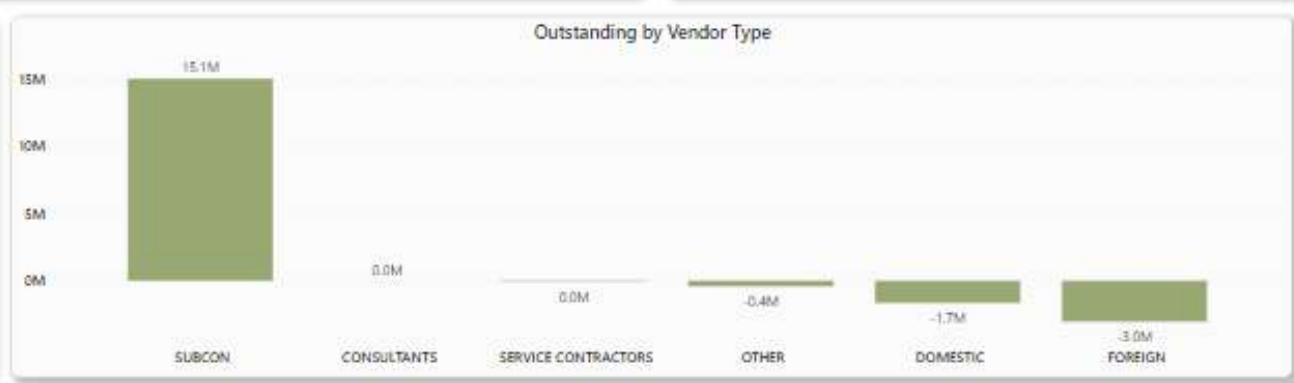 Outstanding by Vendor Type
15M
10M
5M
0M
15.1M
0.0M
0.0M
-0.4M
-1.7M
-3.0M
SUBCON
CONSULTANTS
SERVICE CONTRACTORS
OTHER
DOMESTIC
FOREIGN